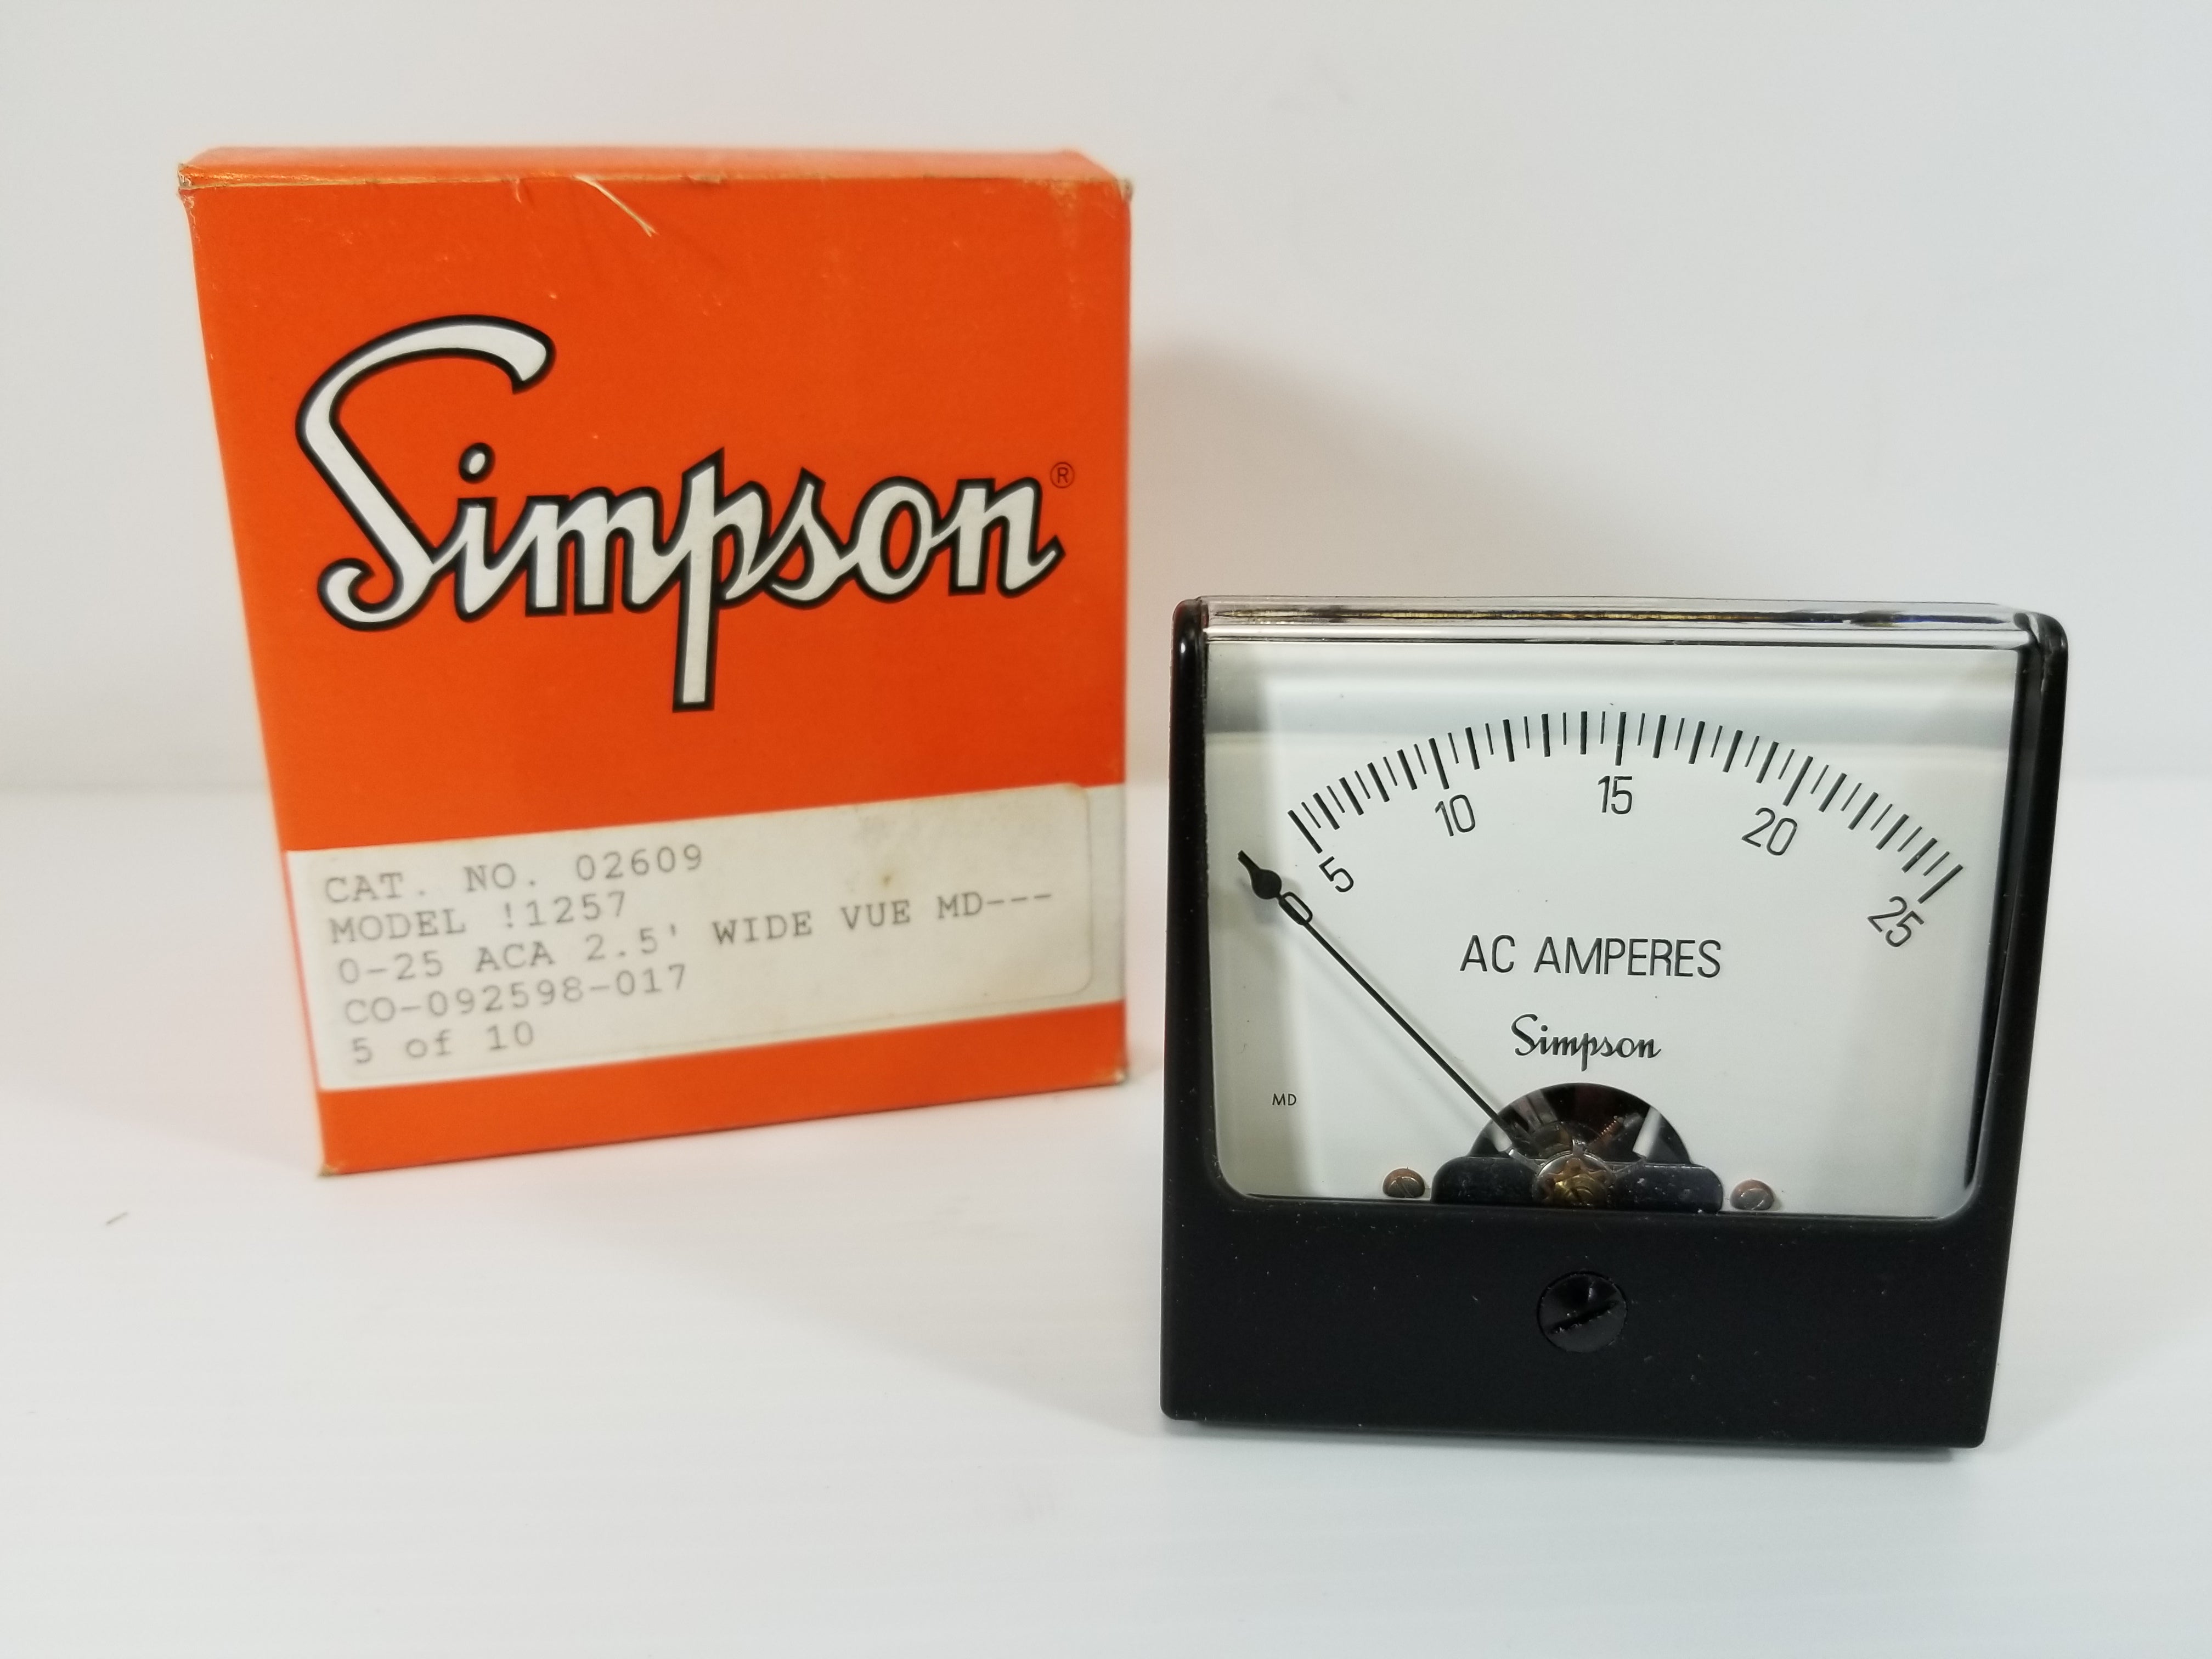 Simpson®
CAT. NO. 02609
MODEL !1257
0-25 ACA 2.5' WIDE VUE MD---
CO-092598-017
5 of 10
0 5 10 15 20 25
AC AMPERES
Simpson
MD